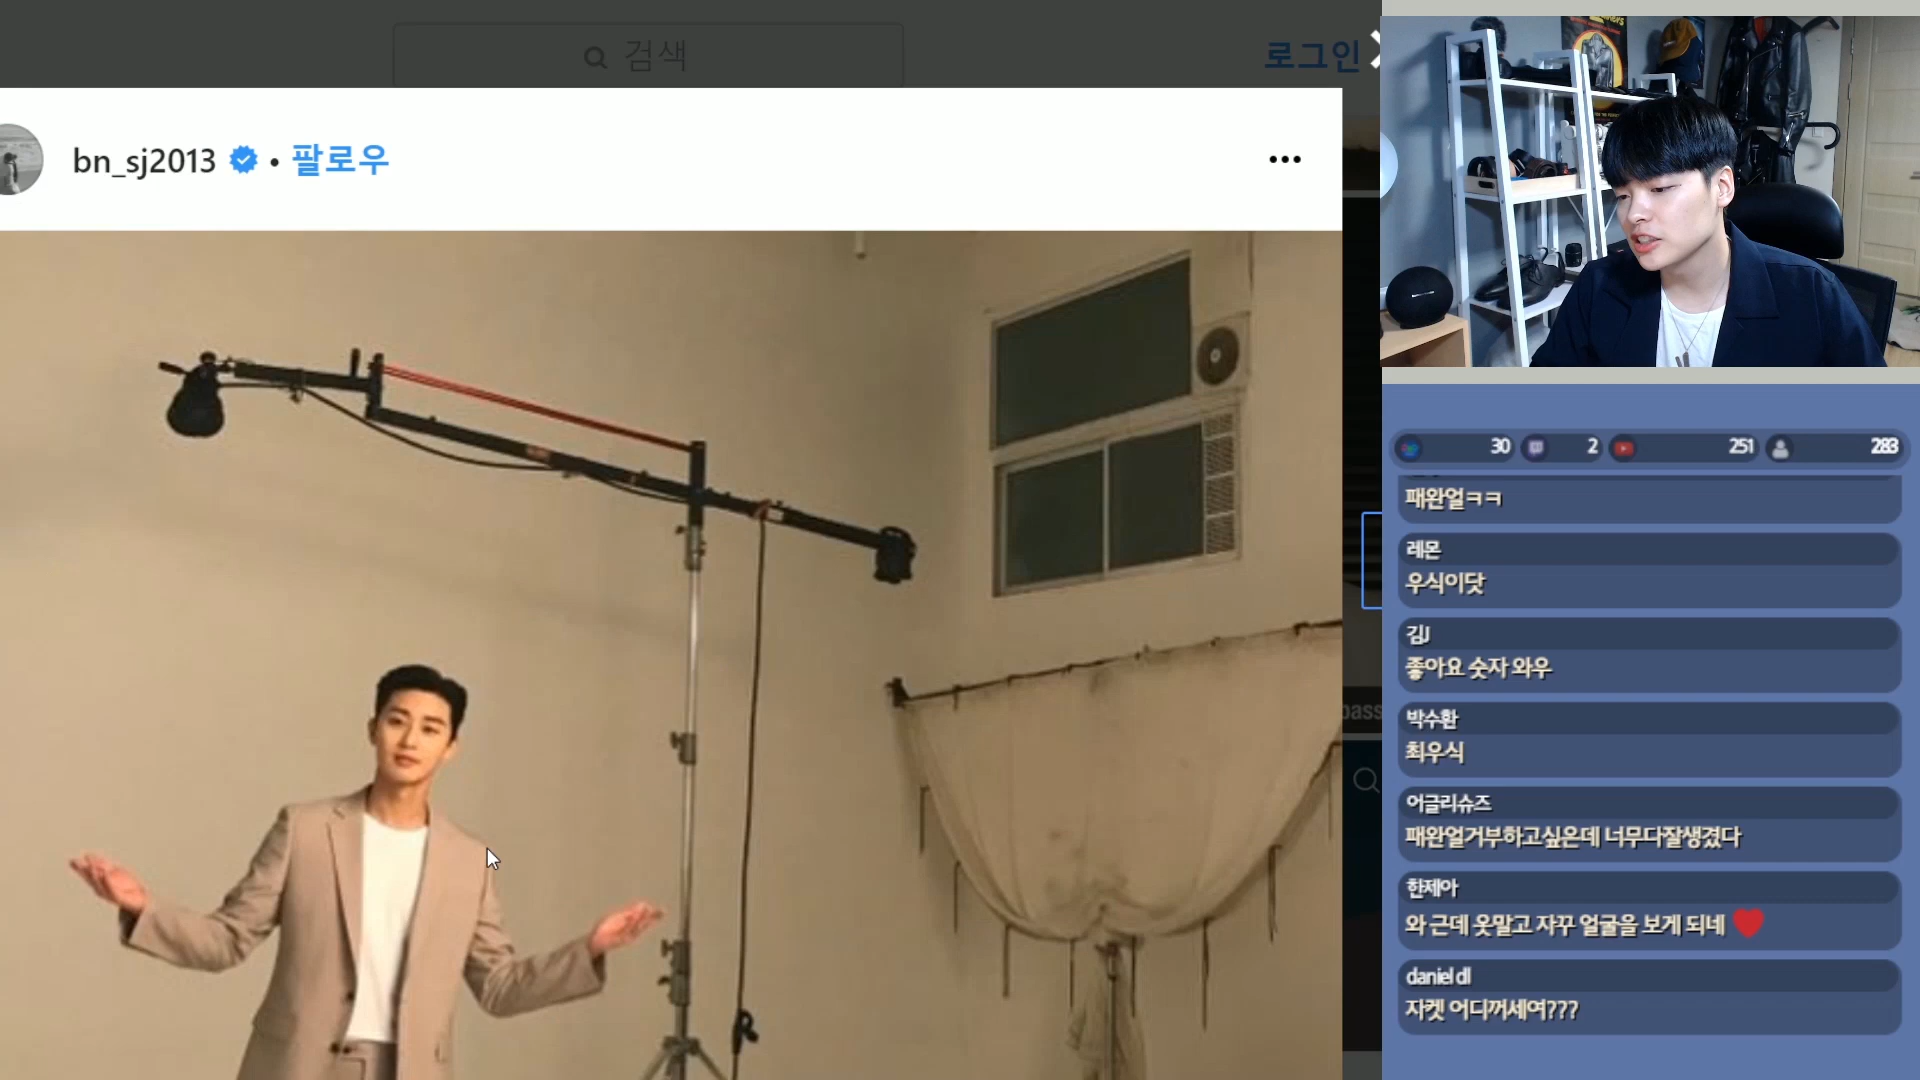 검색
로그인
bn_sj2013 • 팔로우
30 2 251 283
패완얼ㅋㅋ
레몬
우식이닷
김J
좋아요 숫자 와우
박수환
최우식
어글리슈즈
패완얼거부하고싶은데 너무다잘생겼다
한제아
와 근데 옷말고 자꾸 얼굴을 보게 되네
daniel dl
자켓 어디꺼세여???